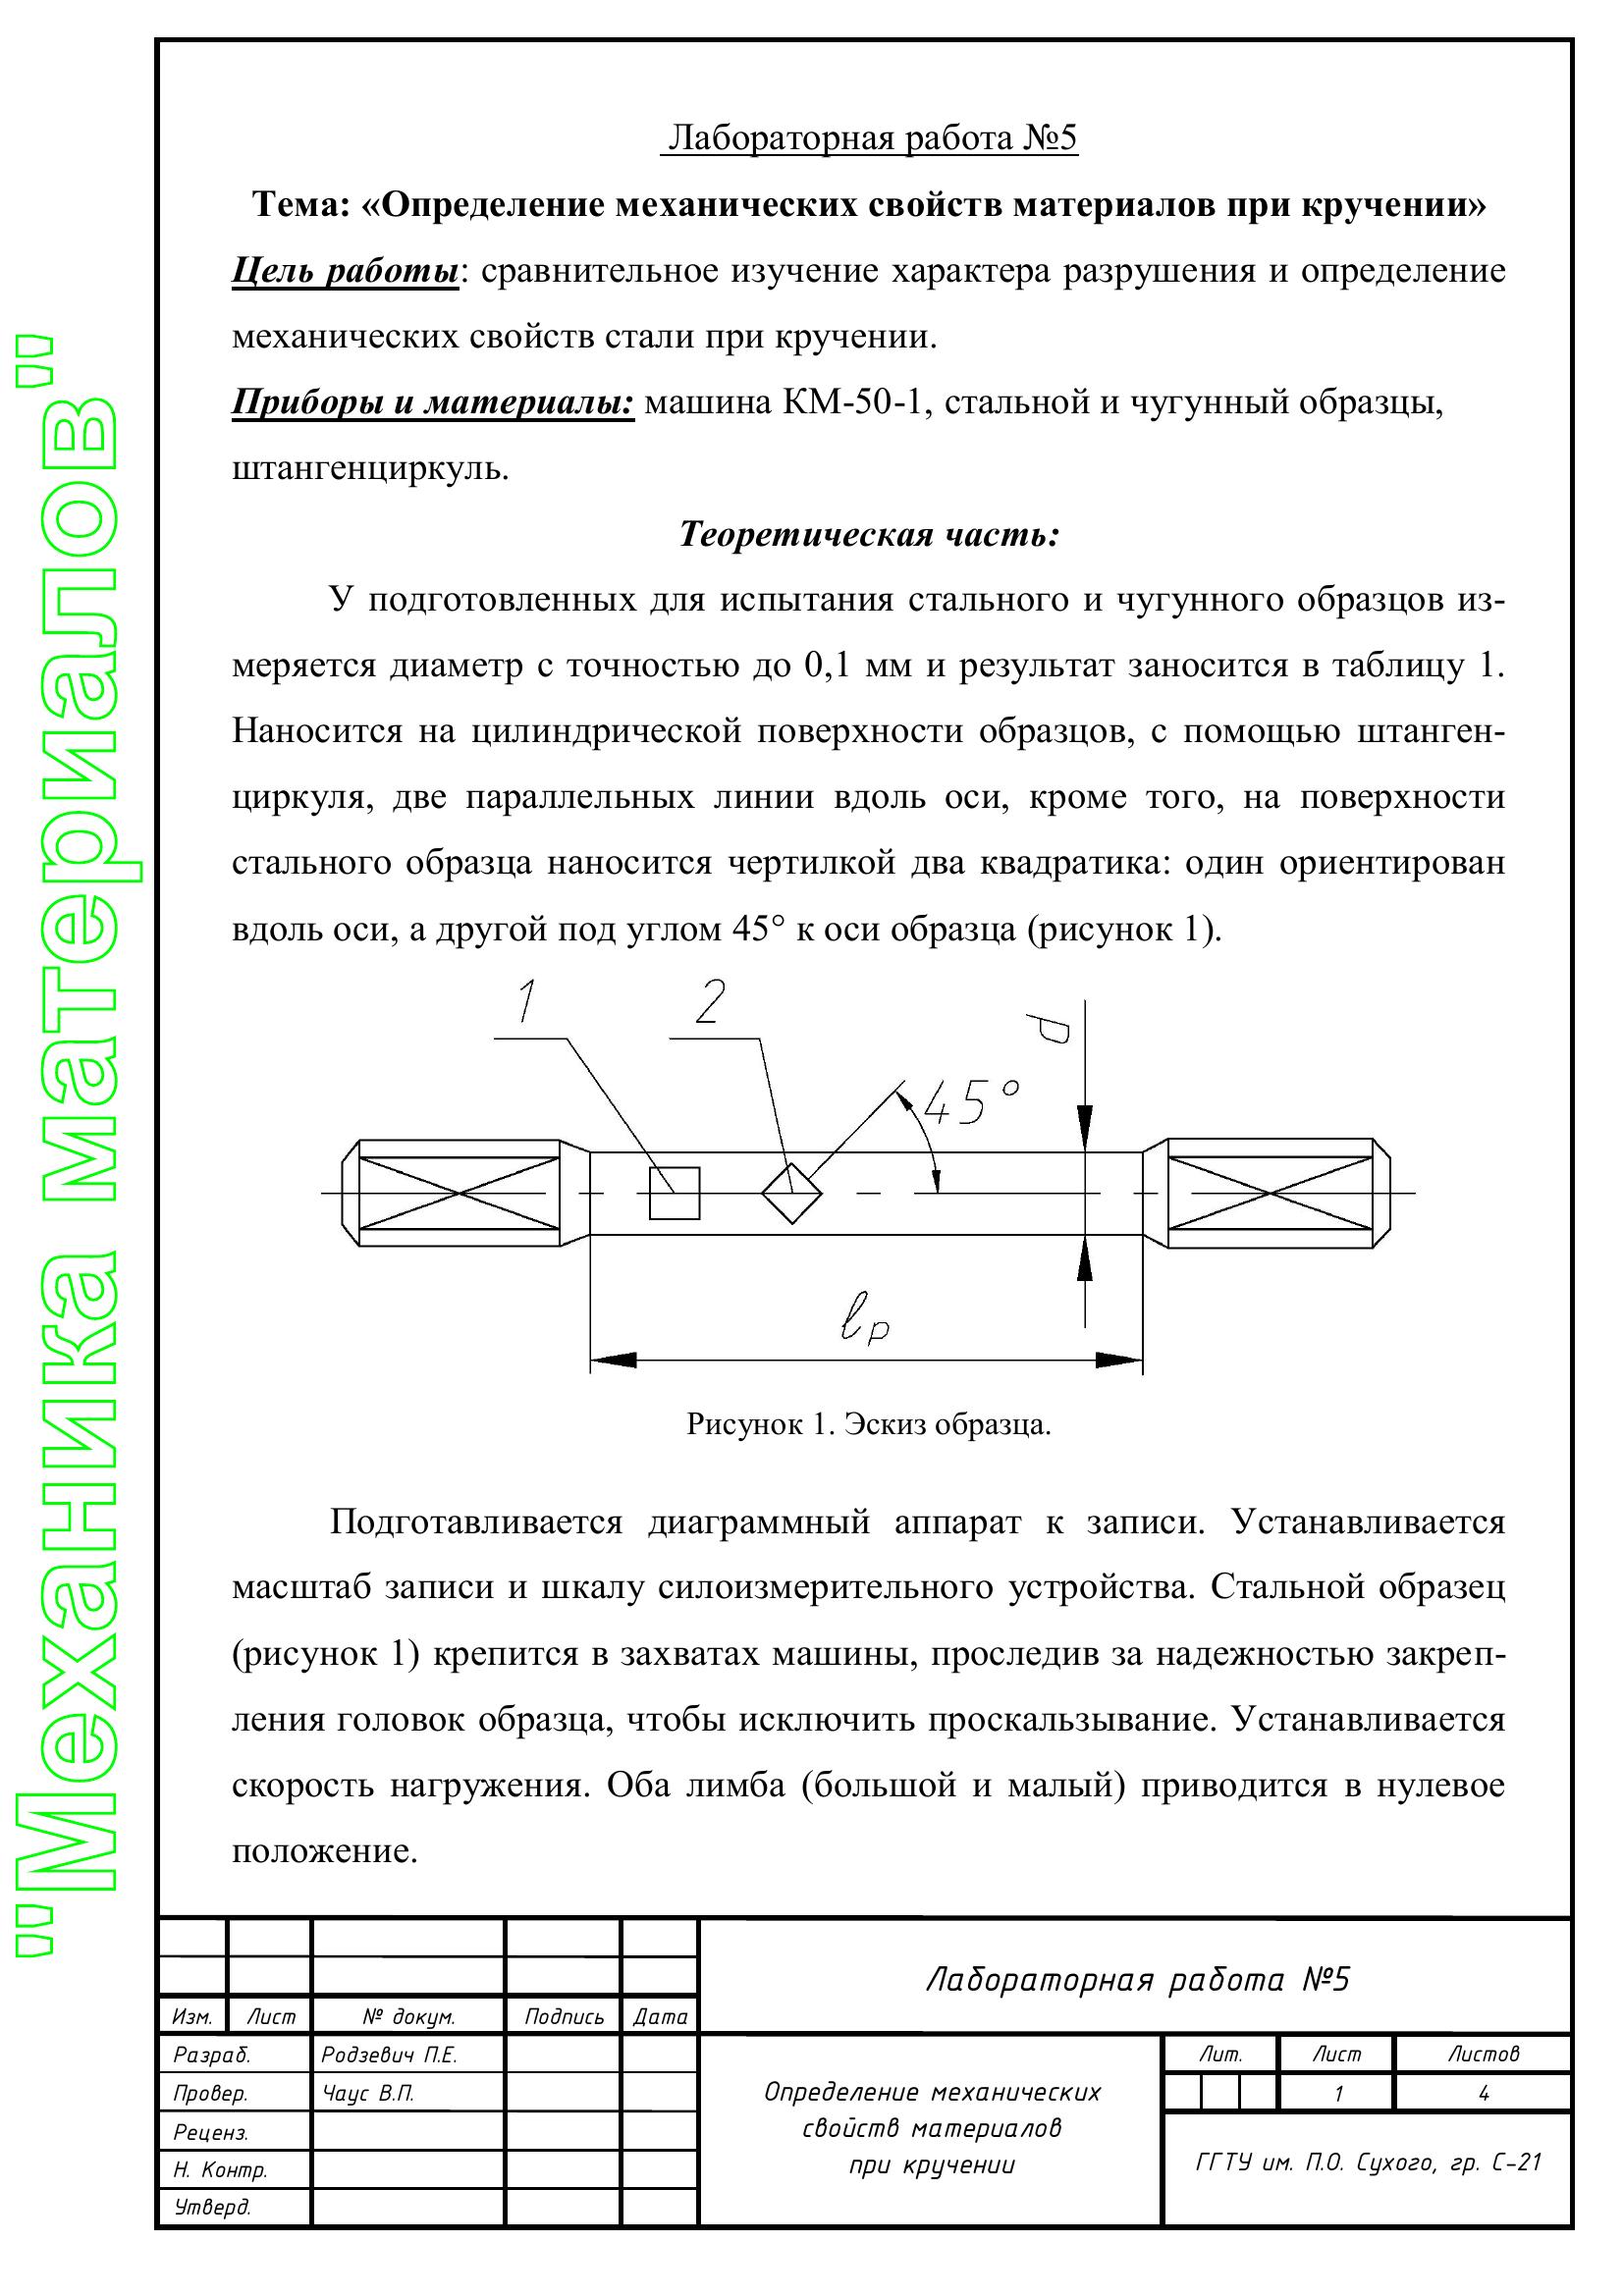 Лабораторная работа №5
Тема: «Определение механических свойств материалов при кручении»
Цель работы: сравнительное изучение характера разрушения и определение
механических свойств стали при кручении.
Приборы и материалы: машина КМ-50-1, стальной и чугунный образцы,
штангенциркуль.
Теоретическая часть:
У подготовленных для испытания стального и чугунного образцов из-
меряется диаметр с точностью до 0,1 мм и результат заносится в таблицу 1.
Наносится на цилиндрической поверхности образцов, с помощью штанген-
циркуля, две параллельных линии вдоль оси, кроме того, на поверхности
стального образца наносится чертилкой два квадратика: один ориентирован
вдоль оси, а другой под углом 45° к оси образца (рисунок 1).
1
2
d
45°
ℓр
Рисунок 1. Эскиз образца.
Подготавливается диаграммный аппарат к записи. Устанавливается
масштаб записи и шкалу силоизмерительного устройства. Стальной образец
(рисунок 1) крепится в захватах машины, проследив за надежностью закреп-
ления головок образца, чтобы исключить проскальзывание. Устанавливается
скорость нагружения. Оба лимба (большой и малый) приводится в нулевое
положение.
"Механика материалов"
Лабораторная работа №5
Изм. Лист № докум. Подпись Дата
Разраб. Родзевич П.Е.
Провер. Чаус В.П.
Реценз.
Н. Контр.
Утверд.
Определение механических
свойств материалов
при кручении
Лит. Лист Листов
1 4
ГГТУ им. П.О. Сухого, гр. С-21